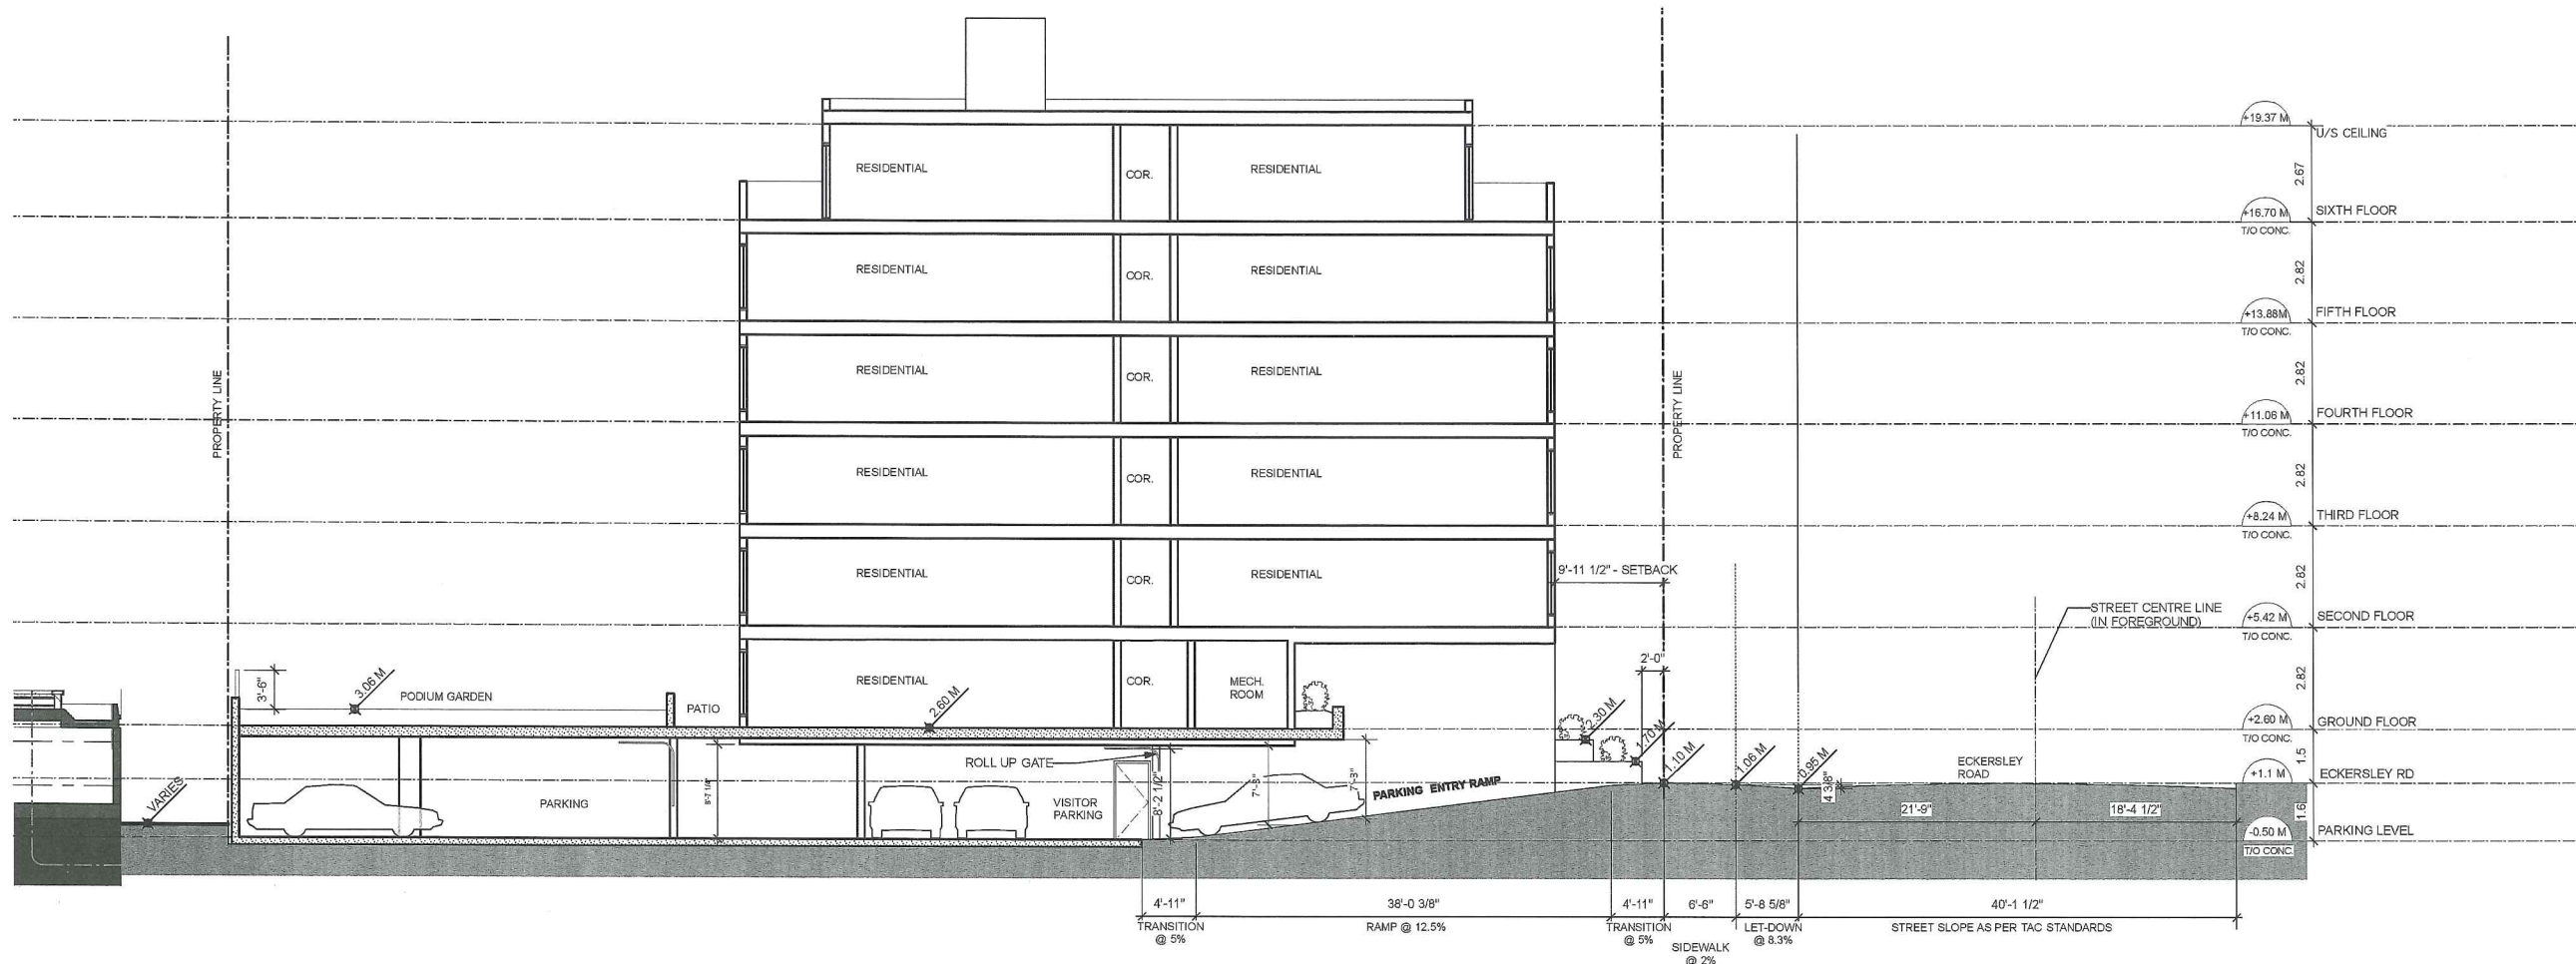 +19.37 M
U/S CEILING
2.67
RESIDENTIAL
COR.
RESIDENTIAL
+16.70 M
SIXTH FLOOR
T/O CONC.
2.82
RESIDENTIAL
COR.
RESIDENTIAL
+13.88M
FIFTH FLOOR
T/O CONC.
2.82
PROPERTY LINE
RESIDENTIAL
COR.
RESIDENTIAL
PROPERTY LINE
+11.06 M
FOURTH FLOOR
T/O CONC.
2.82
RESIDENTIAL
COR.
RESIDENTIAL
+8.24 M
THIRD FLOOR
T/O CONC.
2.82
RESIDENTIAL
COR.
RESIDENTIAL
9'-11 1/2" - SETBACK
STREET CENTRE LINE
(IN FOREGROUND)
+5.42 M
SECOND FLOOR
T/O CONC.
2.82
3'-6"
3.06 M
PODIUM GARDEN
PATIO
RESIDENTIAL
2.60 M
COR.
MECH.
ROOM
2'-0"
2.30 M
1.70 M
1.10 M
1.06 M
0.95 M
4 3/8"
+2.60 M
GROUND FLOOR
T/O CONC.
1.5
VARIES
PARKING
8'-7 1/4"
ROLL UP GATE
VISITOR
PARKING
8'-2 1/2"
7'-3"
7'-3"
PARKING ENTRY RAMP
ECKERSLEY
ROAD
+1.1 M
ECKERSLEY RD
1.6
21'-9"
18'-4 1/2"
-0.50 M
PARKING LEVEL
T/O CONC.
4'-11"
38'-0 3/8"
4'-11"
6'-6"
5'-8 5/8"
40'-1 1/2"
TRANSITION
@ 5%
RAMP @ 12.5%
TRANSITION
@ 5%
SIDEWALK
@ 2%
LET-DOWN
@ 8.3%
STREET SLOPE AS PER TAC STANDARDS